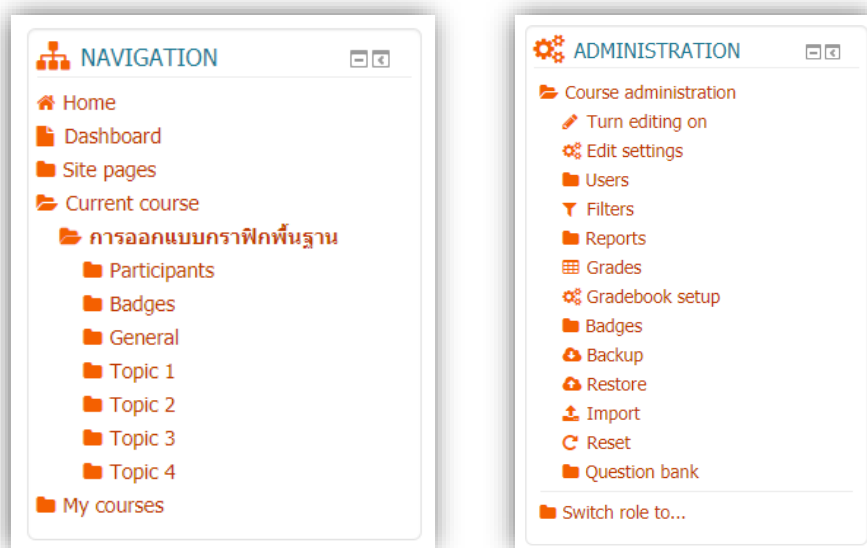 NAVIGATION
Home
Dashboard
Site pages
Current course
การออกแบบกราฟิกพื้นฐาน
Participants
Badges
General
Topic 1
Topic 2
Topic 3
Topic 4
My courses
ADMINISTRATION
Course administration
Turn editing on
Edit settings
Users
Filters
Reports
Grades
Gradebook setup
Badges
Backup
Restore
Import
Reset
Question bank
Switch role to...